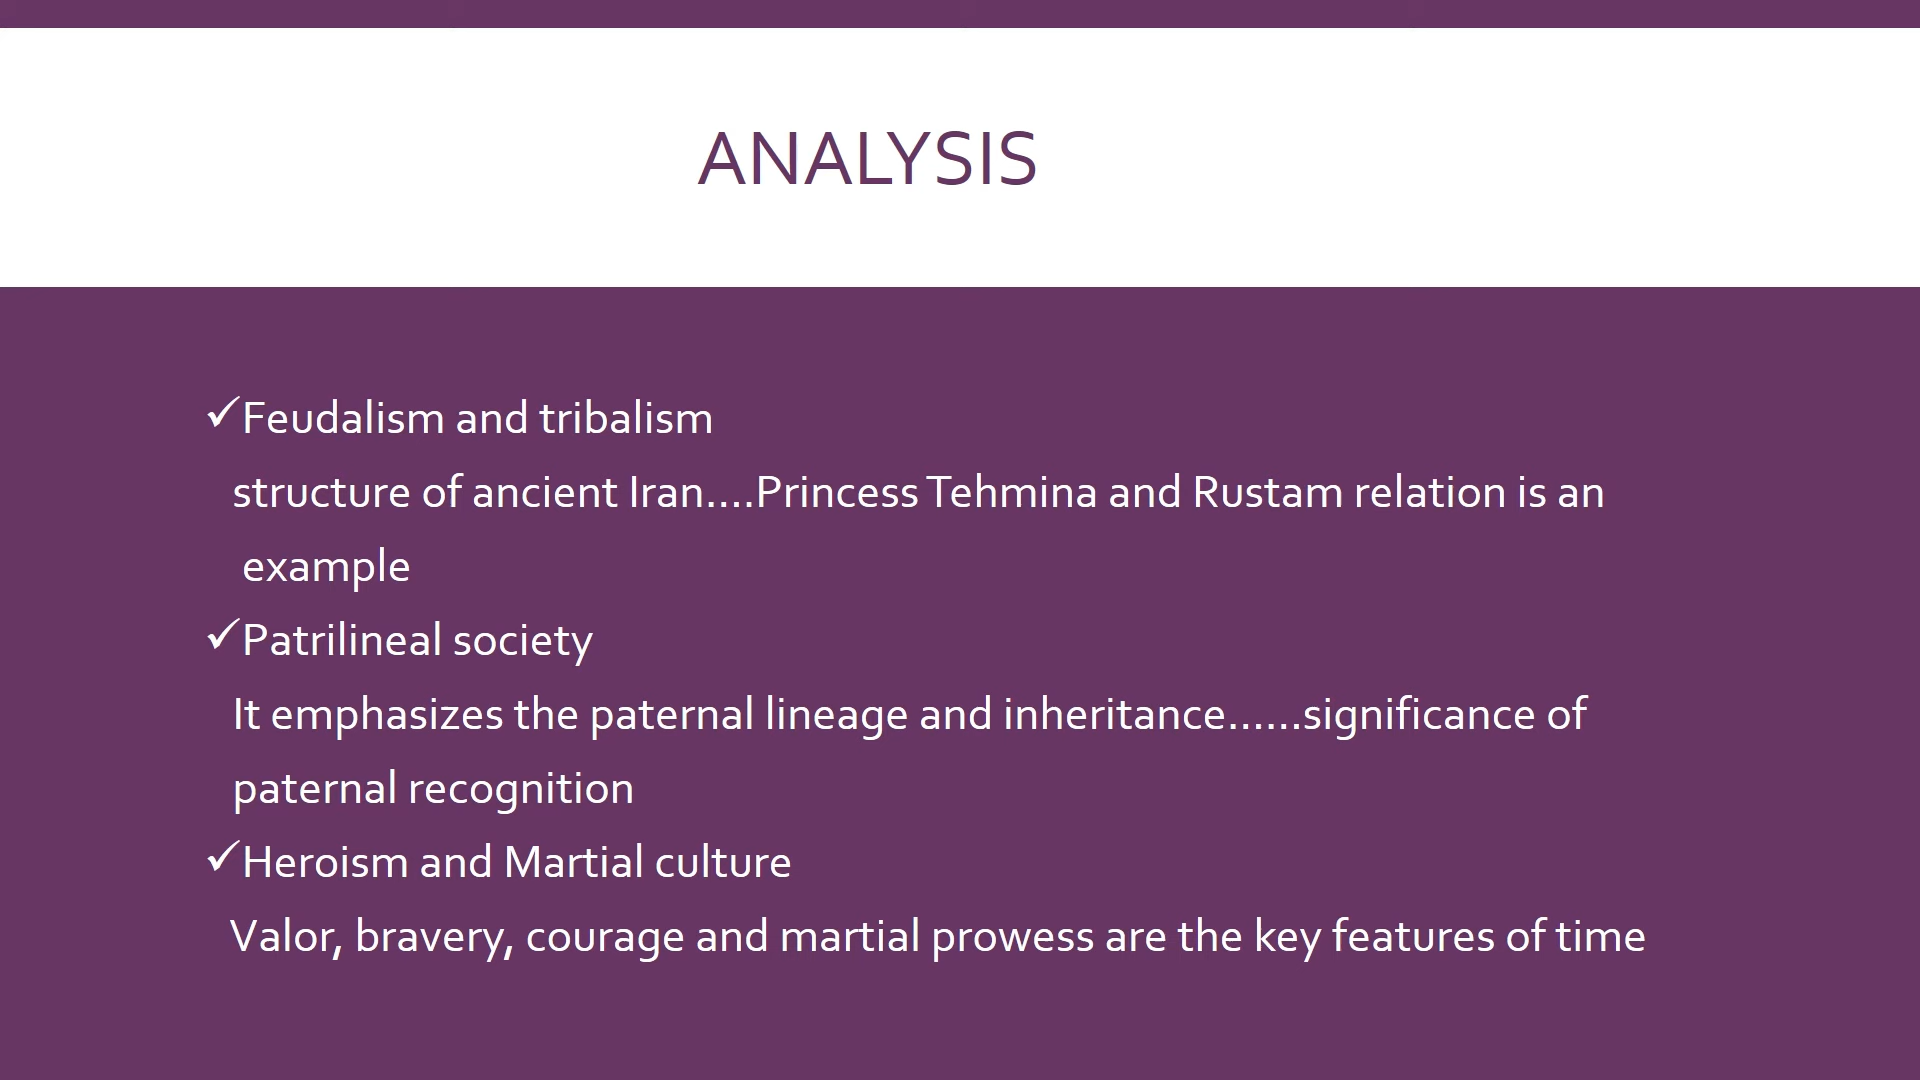 ANALYSIS
✓Feudalism and tribalism
structure of ancient Iran....Princess Tehmina and Rustam relation is an
example
✓Patrilineal society
It emphasizes the paternal lineage and inheritance......significance of
paternal recognition
✓Heroism and Martial culture
Valor, bravery, courage and martial prowess are the key features of time